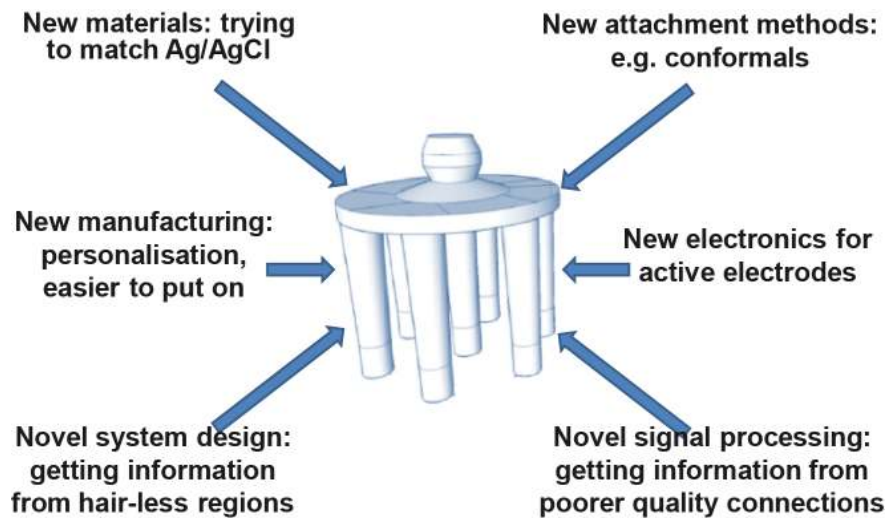 New materials: trying
to match Ag/AgCl
New attachment methods:
e.g. conformals
New manufacturing:
personalisation,
easier to put on
New electronics for
active electrodes
Novel system design:
getting information
from hair-less regions
Novel signal processing:
getting information from
poorer quality connections